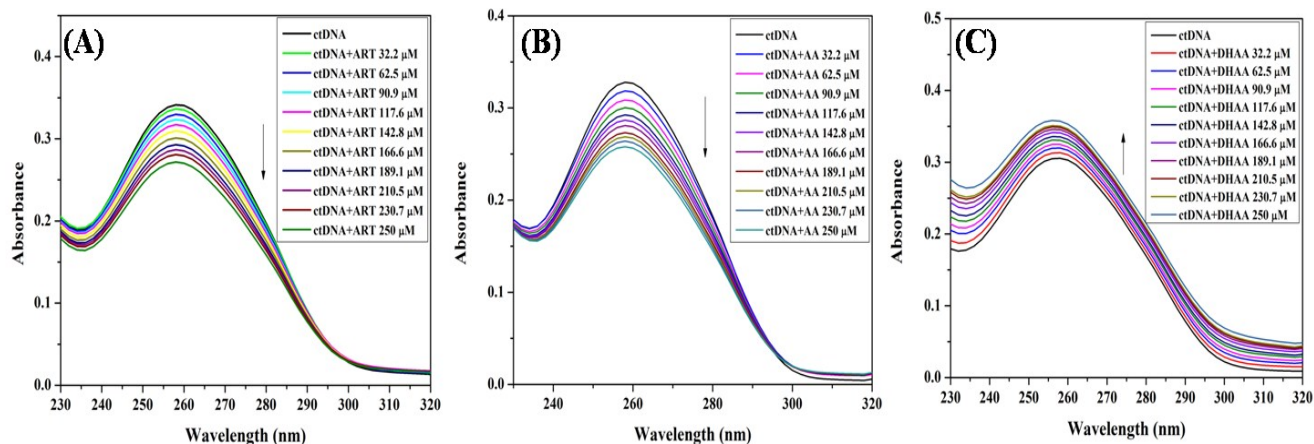 (A)
0.4
0.3
0.2
0.1
0.0
Absorbance
230 240 250 260 270 280 290 300 310 320
Wavelength (nm)
ctDNA
ctDNA+ART 32.2 µM
ctDNA+ART 62.5 µM
ctDNA+ART 90.9 µM
ctDNA+ART 117.6 µM
ctDNA+ART 142.8 µM
ctDNA+ART 166.6 µM
ctDNA+ART 189.1 µM
ctDNA+ART 210.5 µM
ctDNA+ART 230.7 µM
ctDNA+ART 250 µM
(B)
0.4
0.3
0.2
0.1
0.0
Absorbance
240 260 280 300 320
Wavelength (nm)
ctDNA
ctDNA+AA 32.2 µM
ctDNA+AA 62.5 µM
ctDNA+AA 90.9 µM
ctDNA+AA 117.6 µM
ctDNA+AA 142.8 µM
ctDNA+AA 166.6 µM
ctDNA+AA 189.1 µM
ctDNA+AA 210.5 µM
ctDNA+AA 230.7 µM
ctDNA+AA 250 µM
(C)
0.5
0.4
0.3
0.2
0.1
0.0
Absorbance
230 240 250 260 270 280 290 300 310 320
Wavelength (nm)
ctDNA
ctDNA+DHAA 32.2 µM
ctDNA+DHAA 62.5 µM
ctDNA+DHAA 90.9 µM
ctDNA+DHAA 117.6 µM
ctDNA+DHAA 142.8 µM
ctDNA+DHAA 166.6 µM
ctDNA+DHAA 189.1 µM
ctDNA+DHAA 210.5 µM
ctDNA+DHAA 230.7 µM
ctDNA+DHAA 250 µM